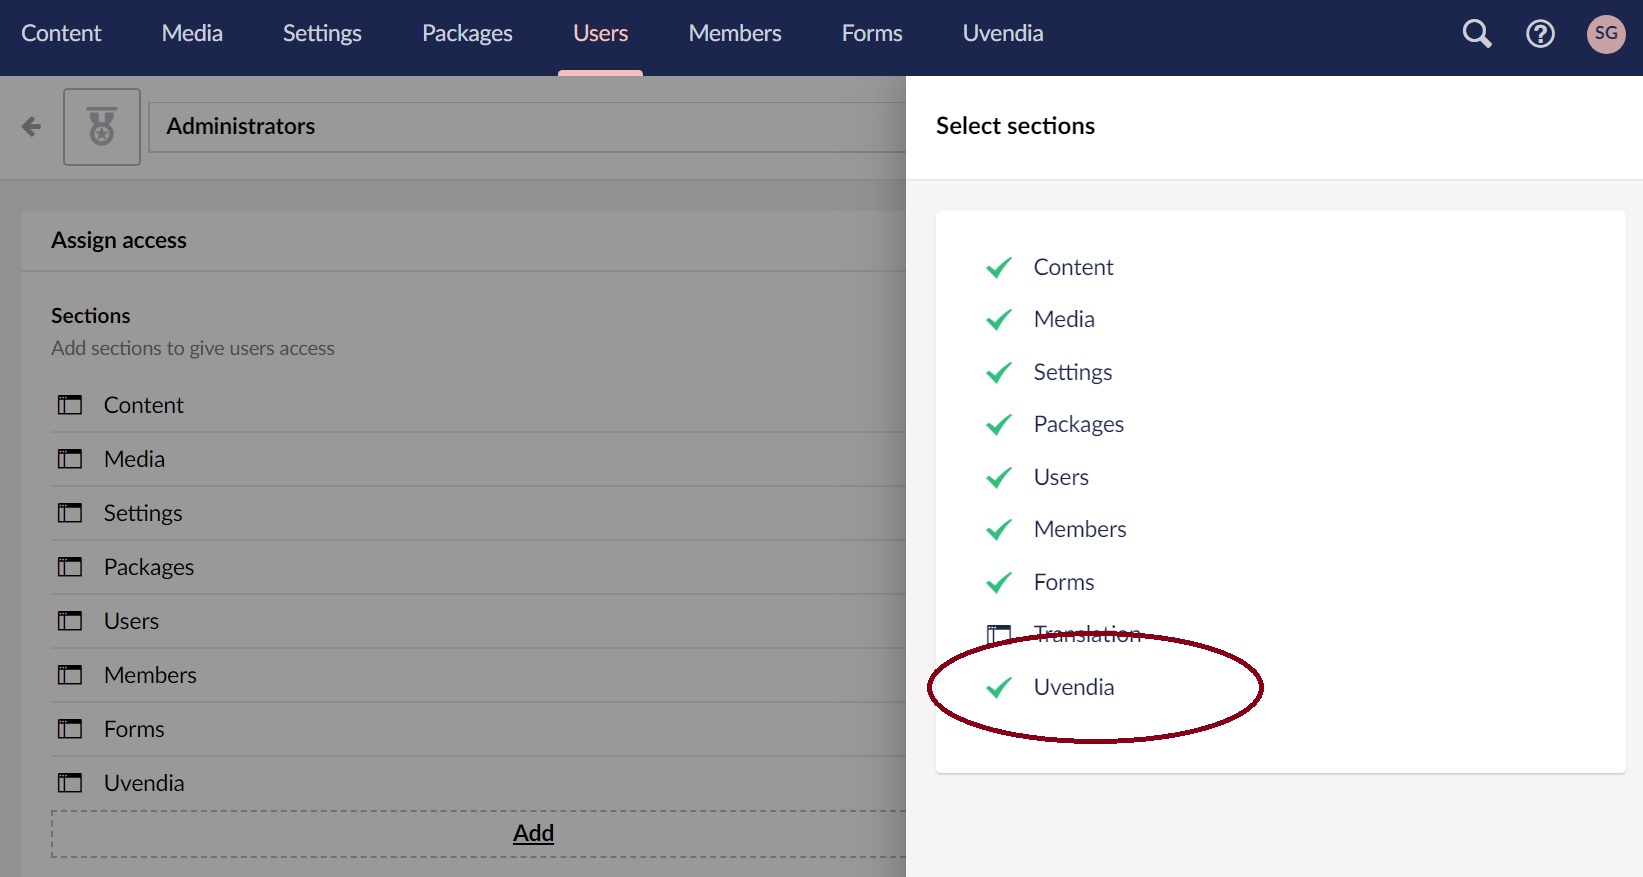 Content Media Settings Packages Users Members Forms Uvendia SG
Administrators
Assign access
Sections
Add sections to give users access
Content
Media
Settings
Packages
Users
Members
Forms
Uvendia
Add
Select sections
Content
Media
Settings
Packages
Users
Members
Forms
Translation
Uvendia